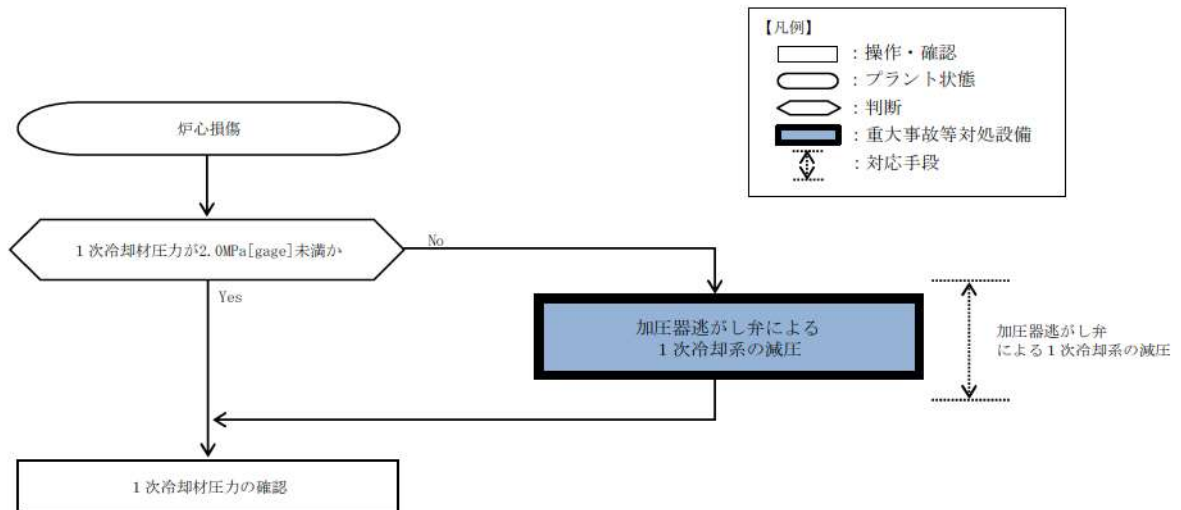 【凡例】
：操作・確認
：プラント状態
：判断
：重大事故等対処設備
：対応手段
炉心損傷
１次冷却材圧力が2.0MPa[gage]未満か
No
Yes
加圧器逃がし弁による
１次冷却系の減圧
加圧器逃がし弁
による１次冷却系の減圧
１次冷却材圧力の確認